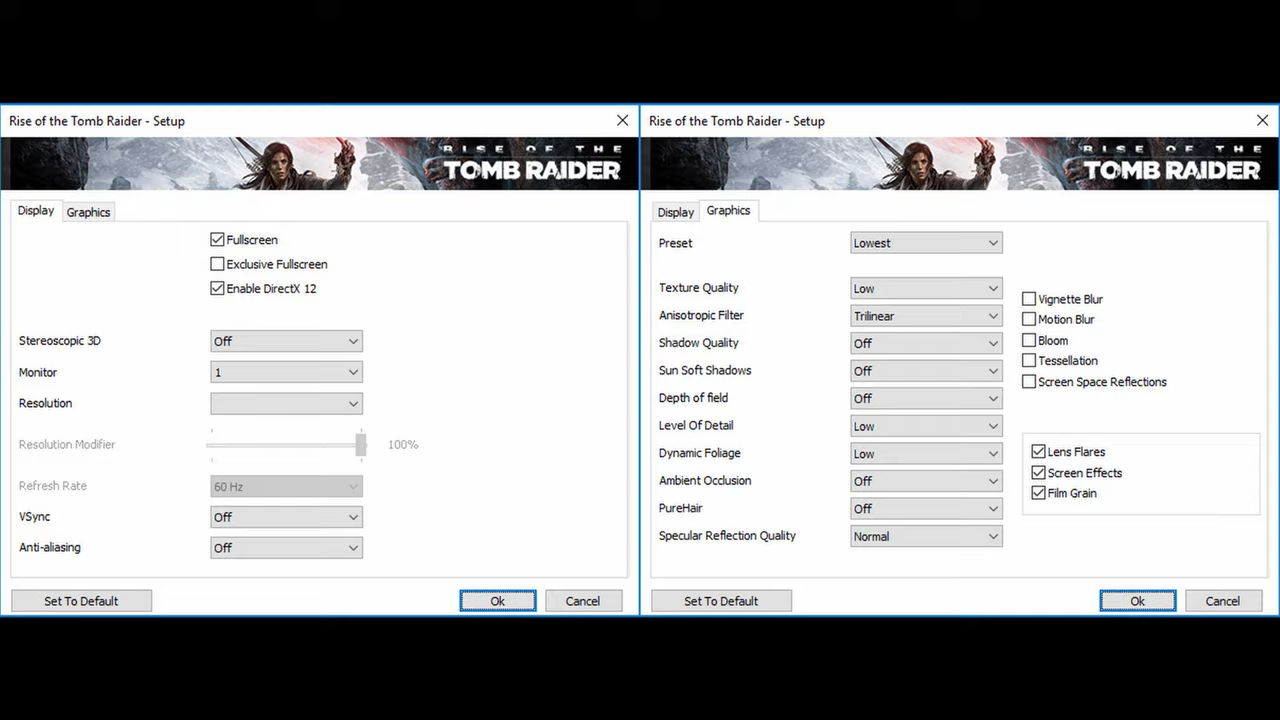 Rise of the Tomb Raider - Setup
RISE OF THE
TOMB RAIDER
Display
Graphics
Fullscreen
Exclusive Fullscreen
Enable DirectX 12
Stereoscopic 3D
Off
Monitor
1
Resolution
Resolution Modifier
100%
Refresh Rate
60 Hz
VSync
Off
Anti-aliasing
Off
Set To Default
Ok
Cancel
Rise of the Tomb Raider - Setup
RISE OF THE
TOMB RAIDER
Display
Graphics
Preset
Lowest
Texture Quality
Low
Anisotropic Filter
Trilinear
Shadow Quality
Off
Sun Soft Shadows
Off
Depth of field
Off
Level Of Detail
Low
Dynamic Foliage
Low
Ambient Occlusion
Off
PureHair
Off
Specular Reflection Quality
Normal
Vignette Blur
Motion Blur
Bloom
Tessellation
Screen Space Reflections
Lens Flares
Screen Effects
Film Grain
Set To Default
Ok
Cancel